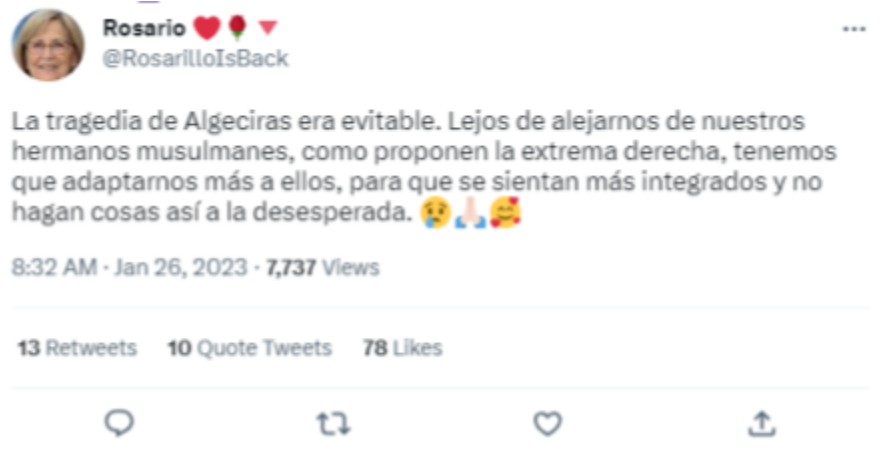 Rosario ❤️🌹🔻
@RosarilloIsBack
La tragedia de Algeciras era evitable. Lejos de alejarnos de nuestros
hermanos musulmanes, como proponen la extrema derecha, tenemos
que adaptarnos más a ellos, para que se sientan más integrados y no
hagan cosas así a la desesperada. 😢🙏🏻🥰
8:32 AM · Jan 26, 2023 · 7,737 Views
13 Retweets 10 Quote Tweets 78 Likes